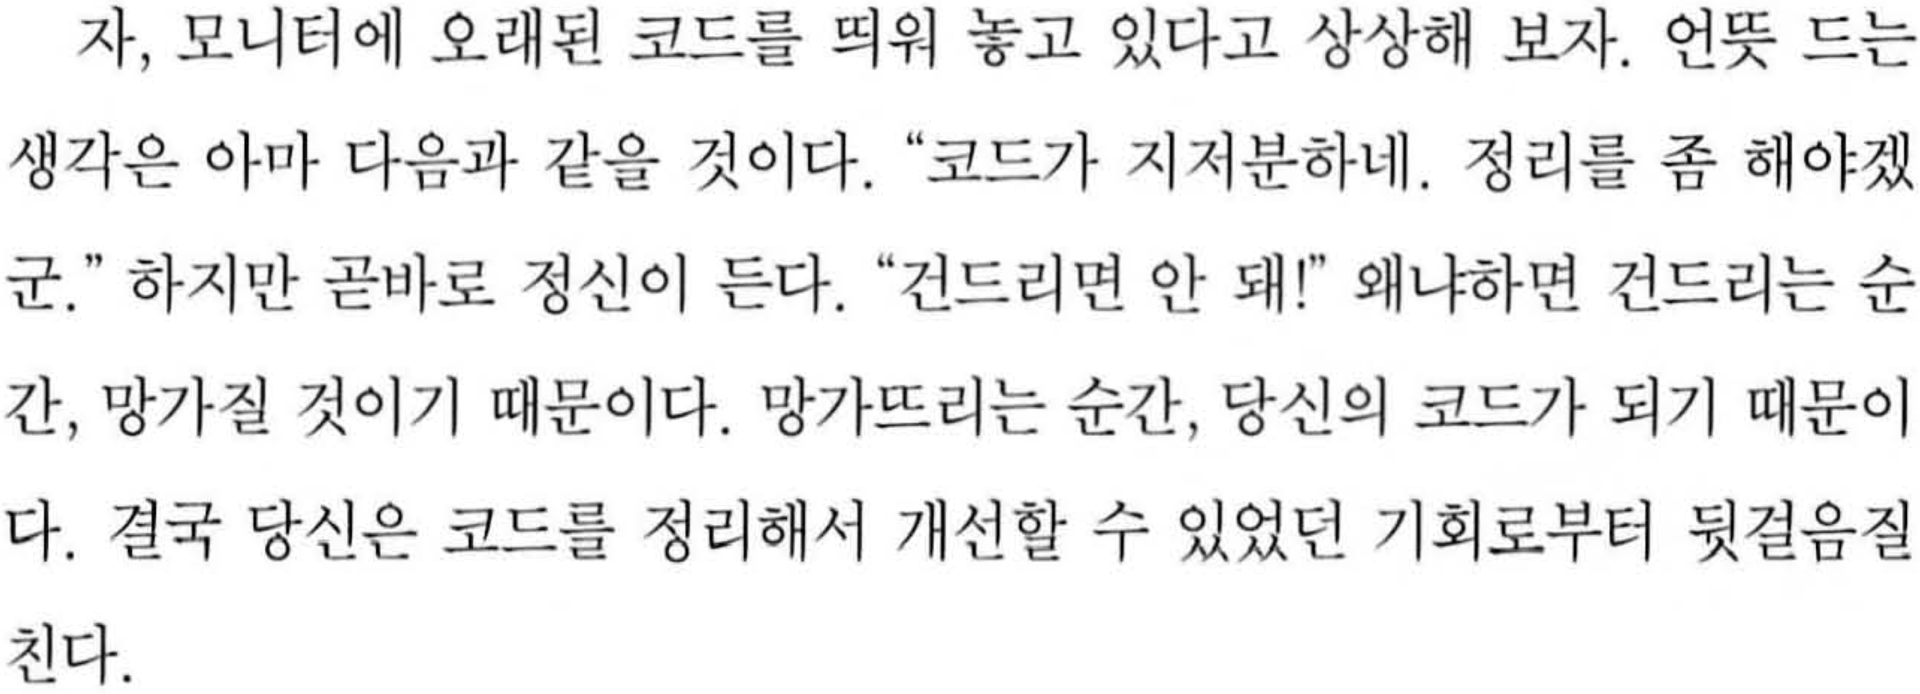 자, 모니터에 오래된 코드를 띄워 놓고 있다고 상상해 보자. 언뜻 드는
생각은 아마 다음과 같을 것이다. “코드가 지저분하네. 정리를 좀 해야겠
군.” 하지만 곧바로 정신이 든다. “건드리면 안 돼!” 왜냐하면 건드리는 순
간, 망가질 것이기 때문이다. 망가뜨리는 순간, 당신의 코드가 되기 때문이
다. 결국 당신은 코드를 정리해서 개선할 수 있었던 기회로부터 뒷걸음질
친다.